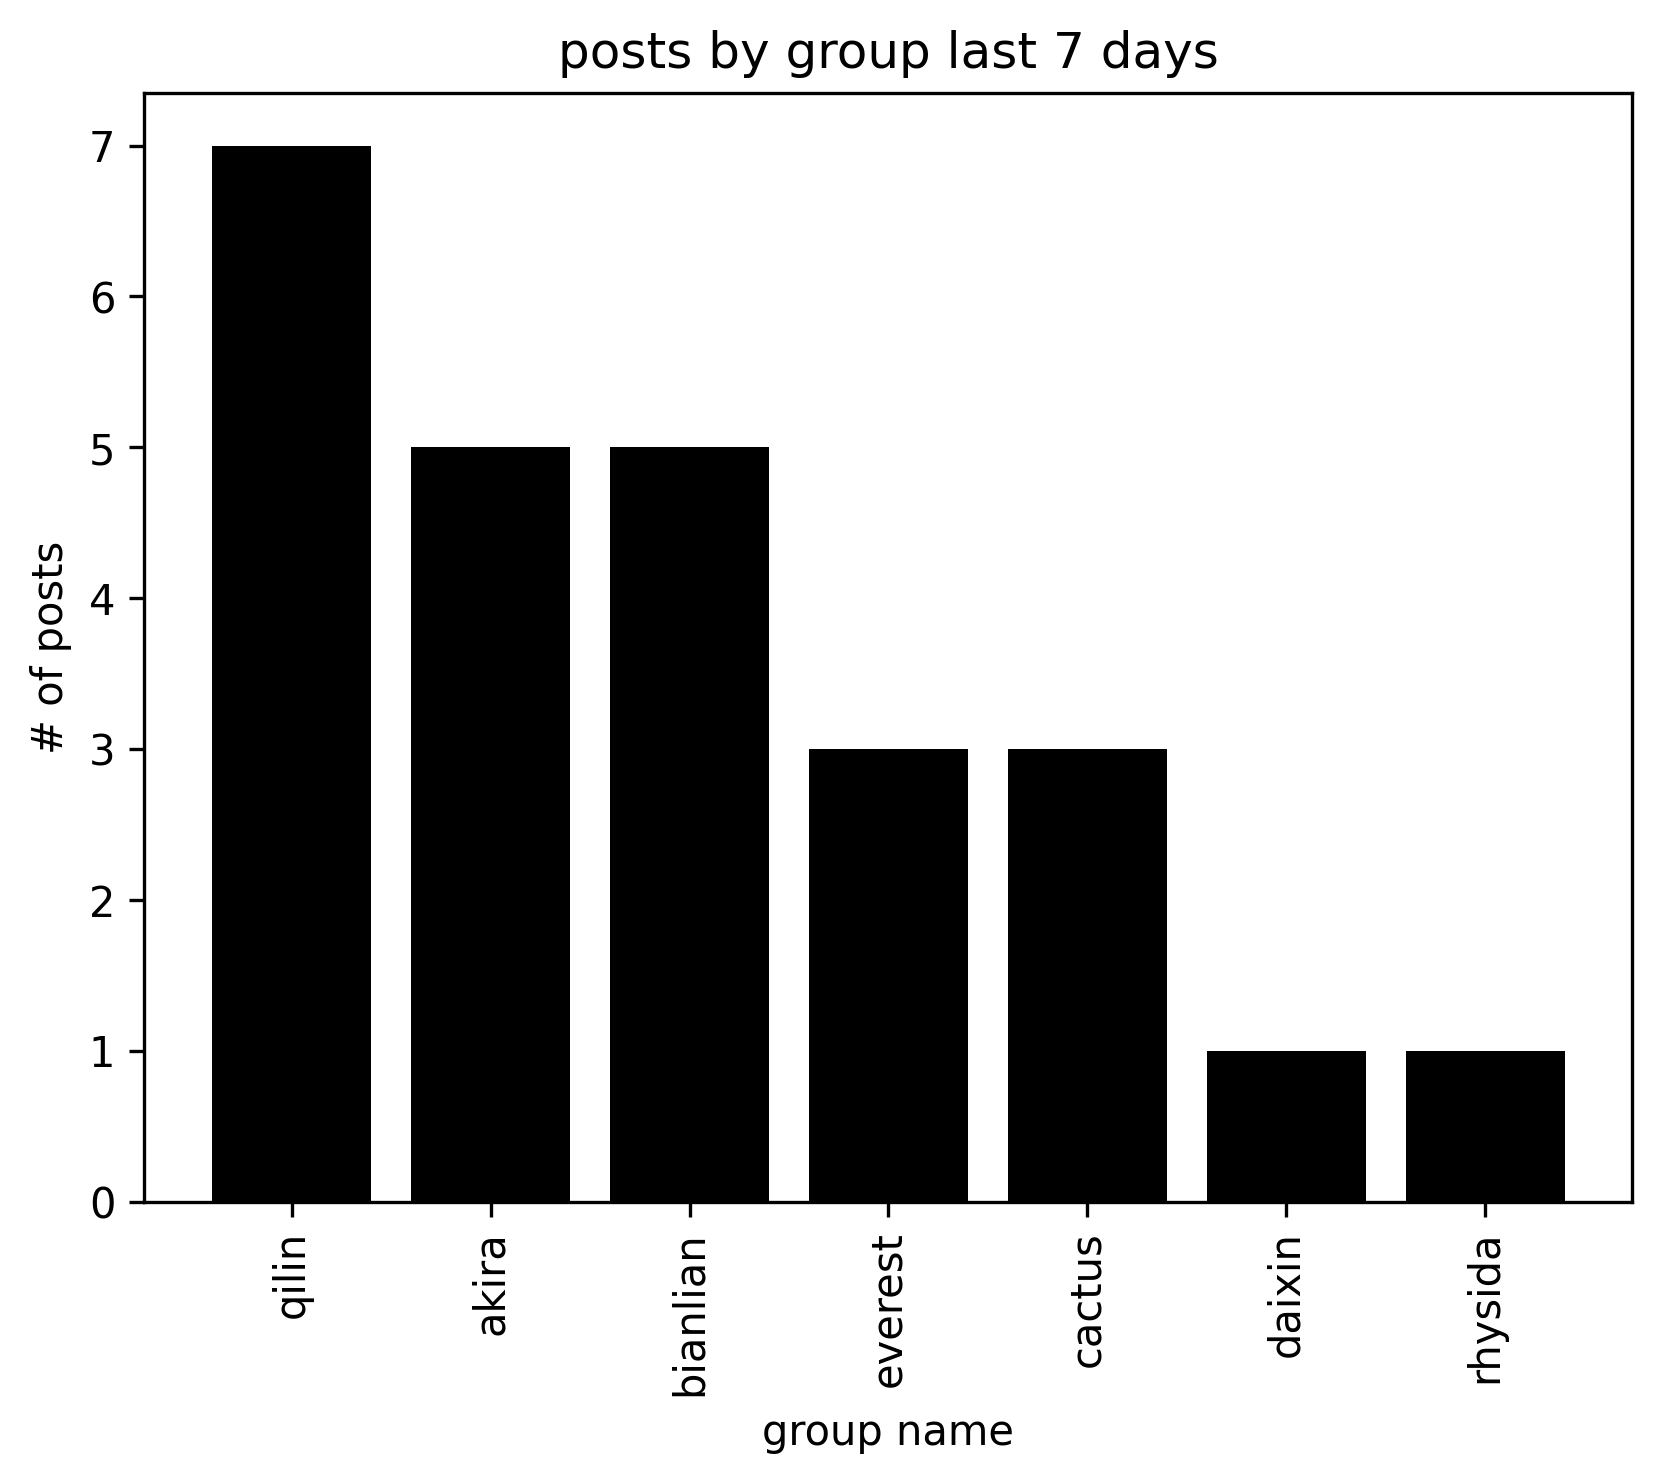 posts by group last 7 days
# of posts
7
6
5
4
3
2
1
0
qilin
akira
bianlian
everest
cactus
daixin
rhysida
group name